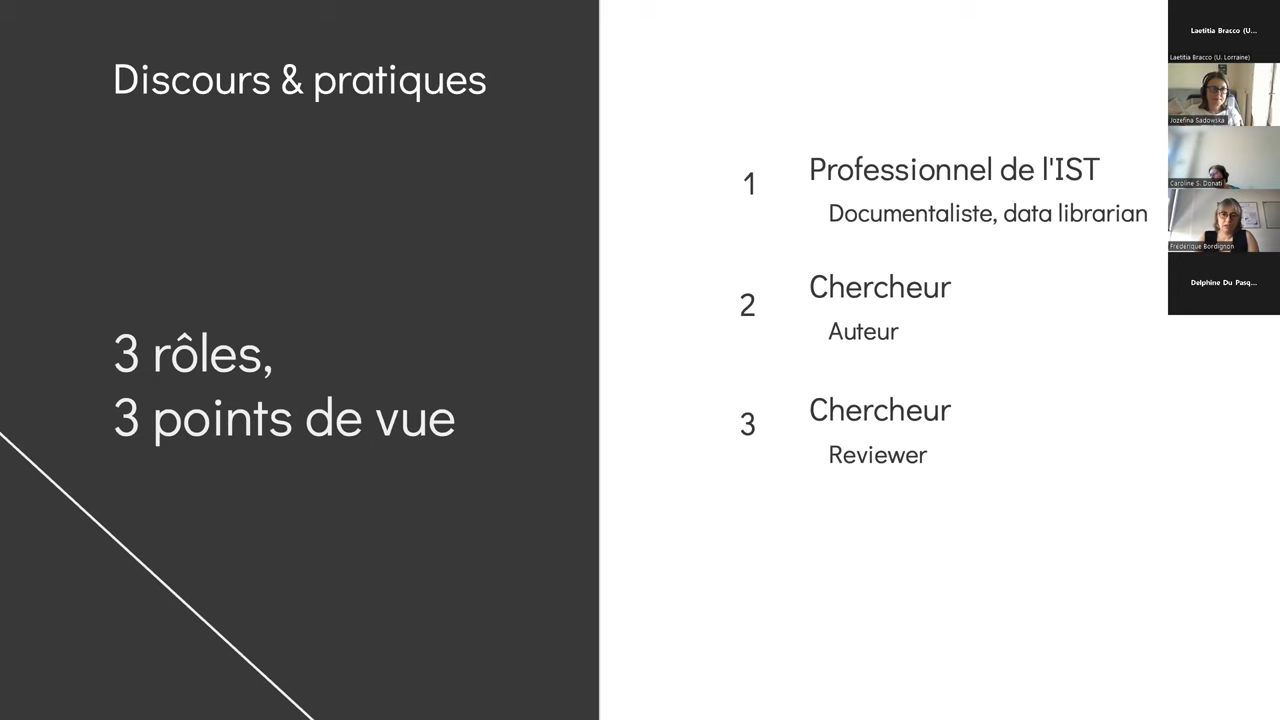 Discours & pratiques
3 rôles,
3 points de vue
1
Professionnel de l'IST
Documentaliste, data librarian
2
Chercheur
Auteur
3
Chercheur
Reviewer
Laetitia Bracco (U...
Laetitia Bracco (U. Lorraine)
Jozefina Sadowska
Caroline S. Donati
Frédérique Bordignon
Delphine Du Pasq...